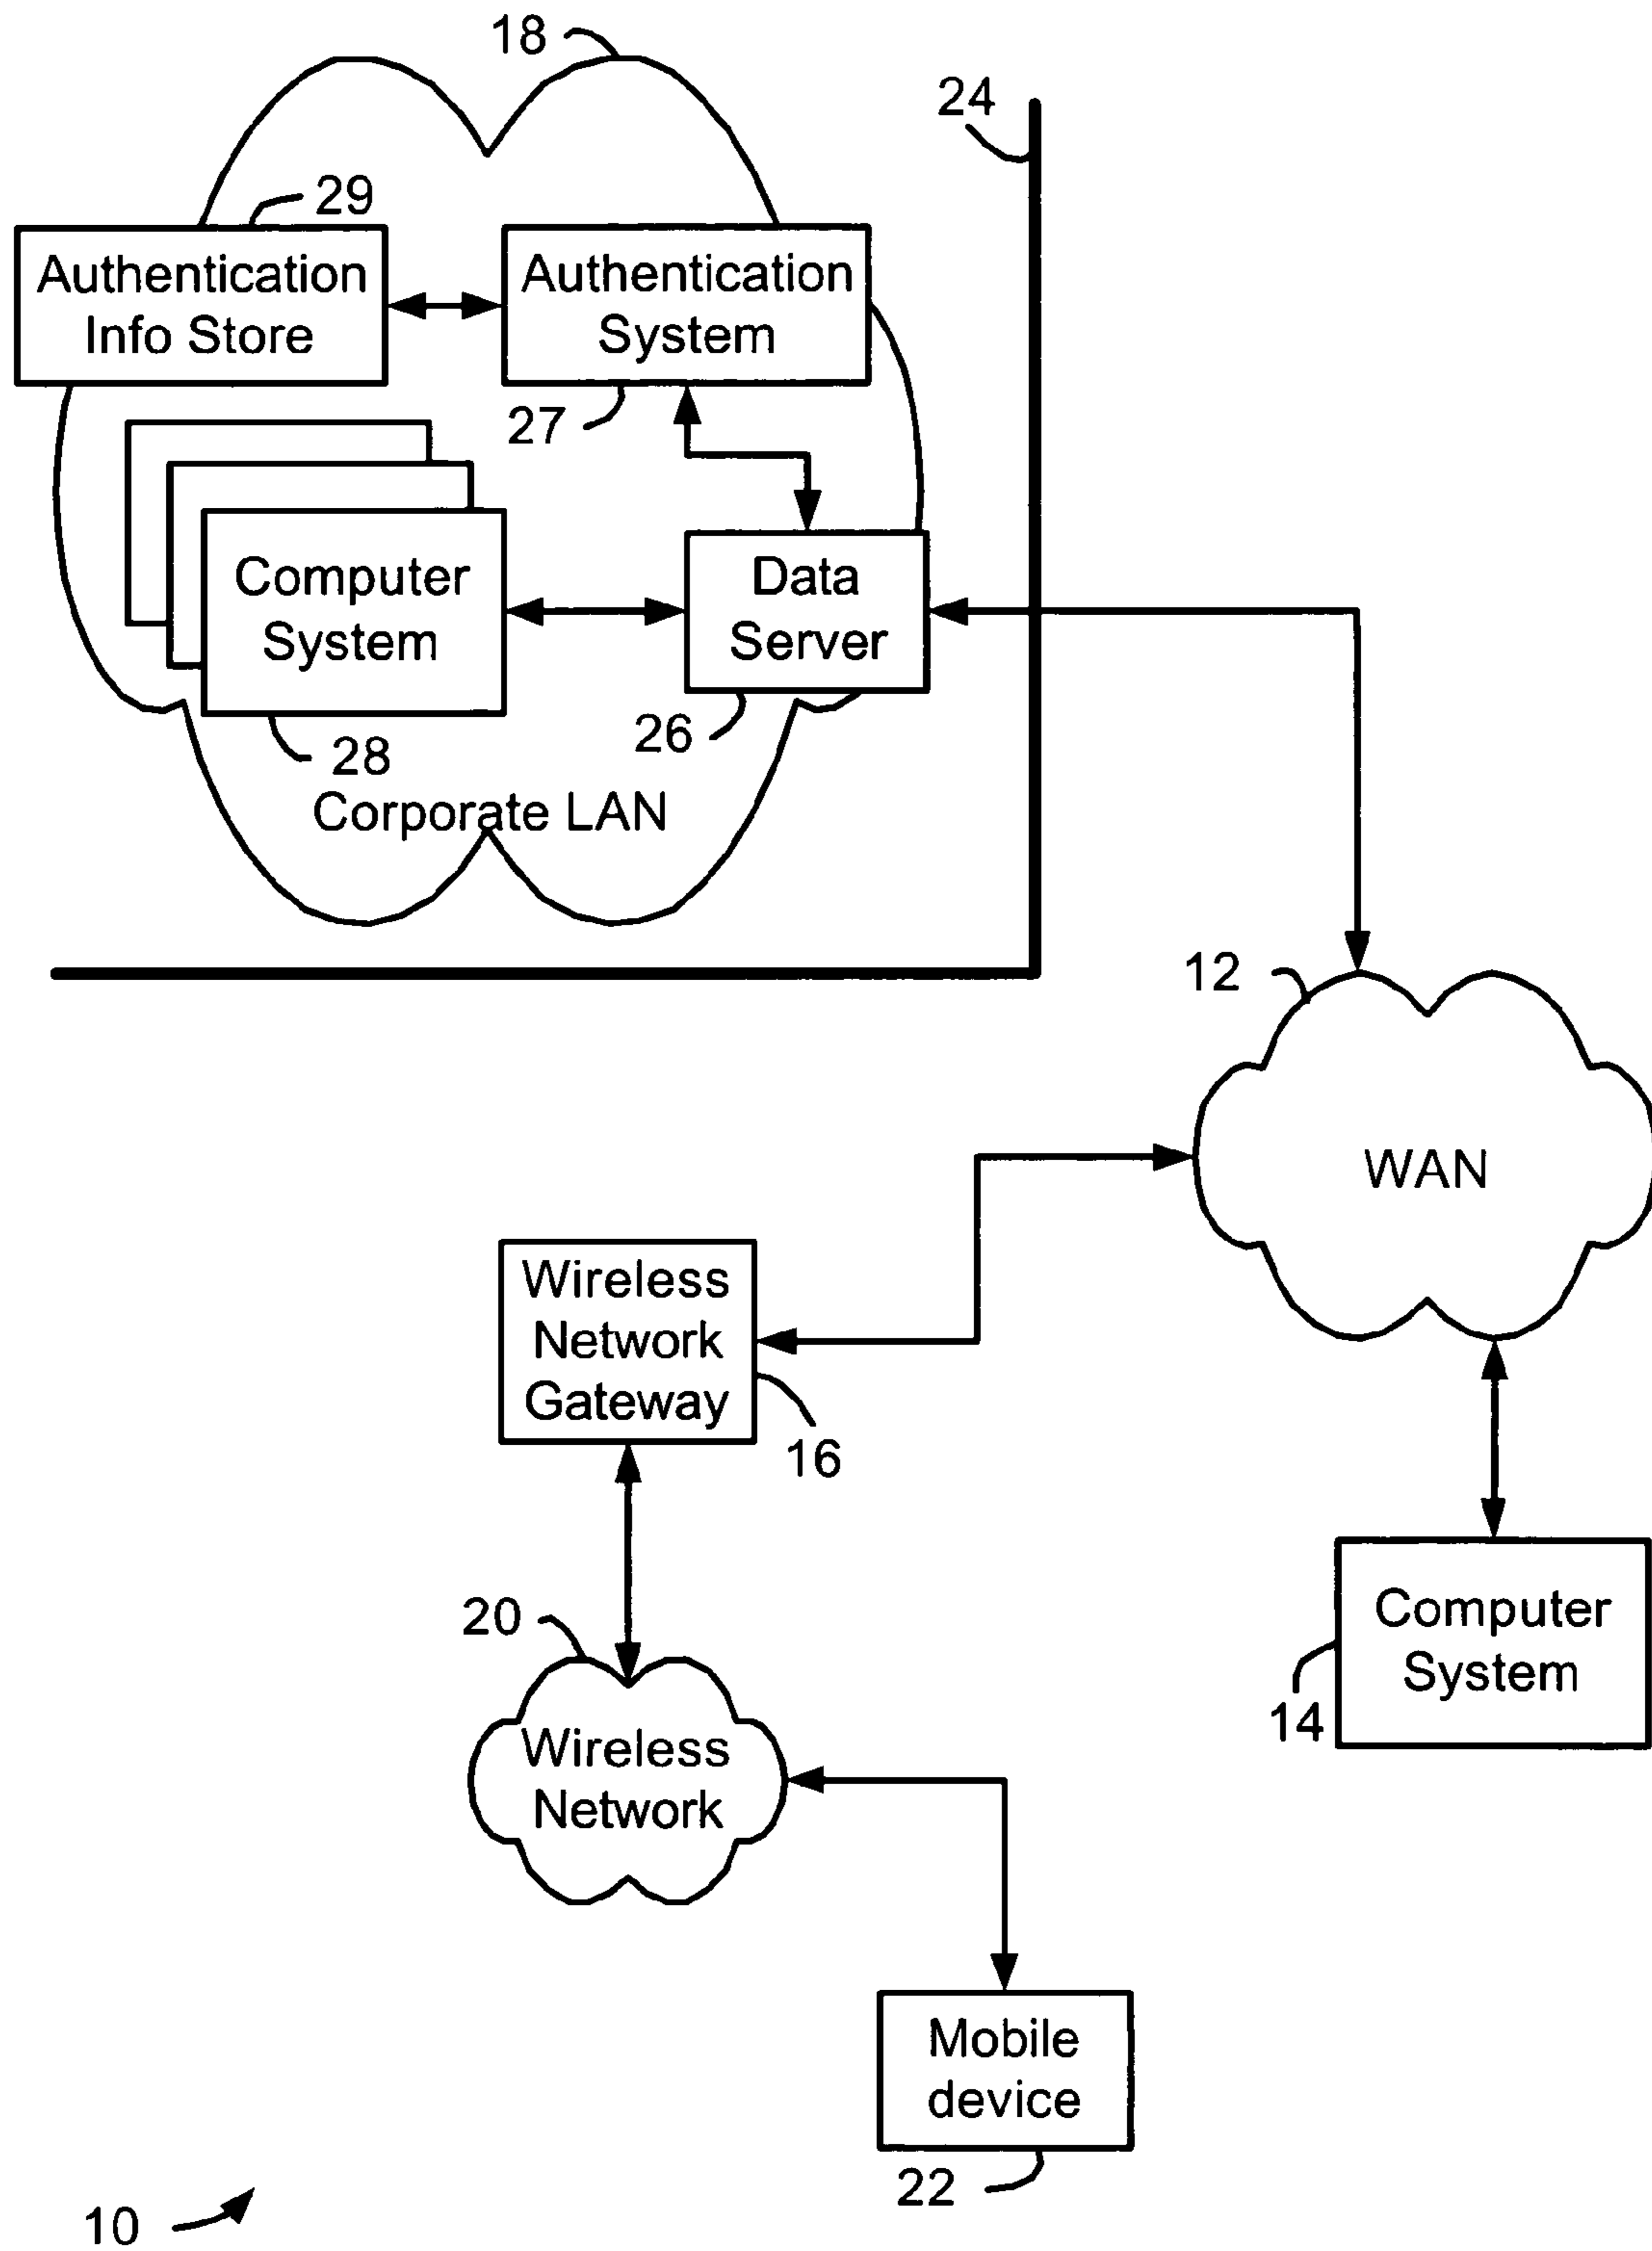 18
24
29
Authentication
Info Store
Authentication
System
27
Computer
System
Data
Server
26
28
Corporate LAN
12
WAN
Wireless
Network
Gateway
16
20
Wireless
Network
Computer
System
14
Mobile
device
22
10